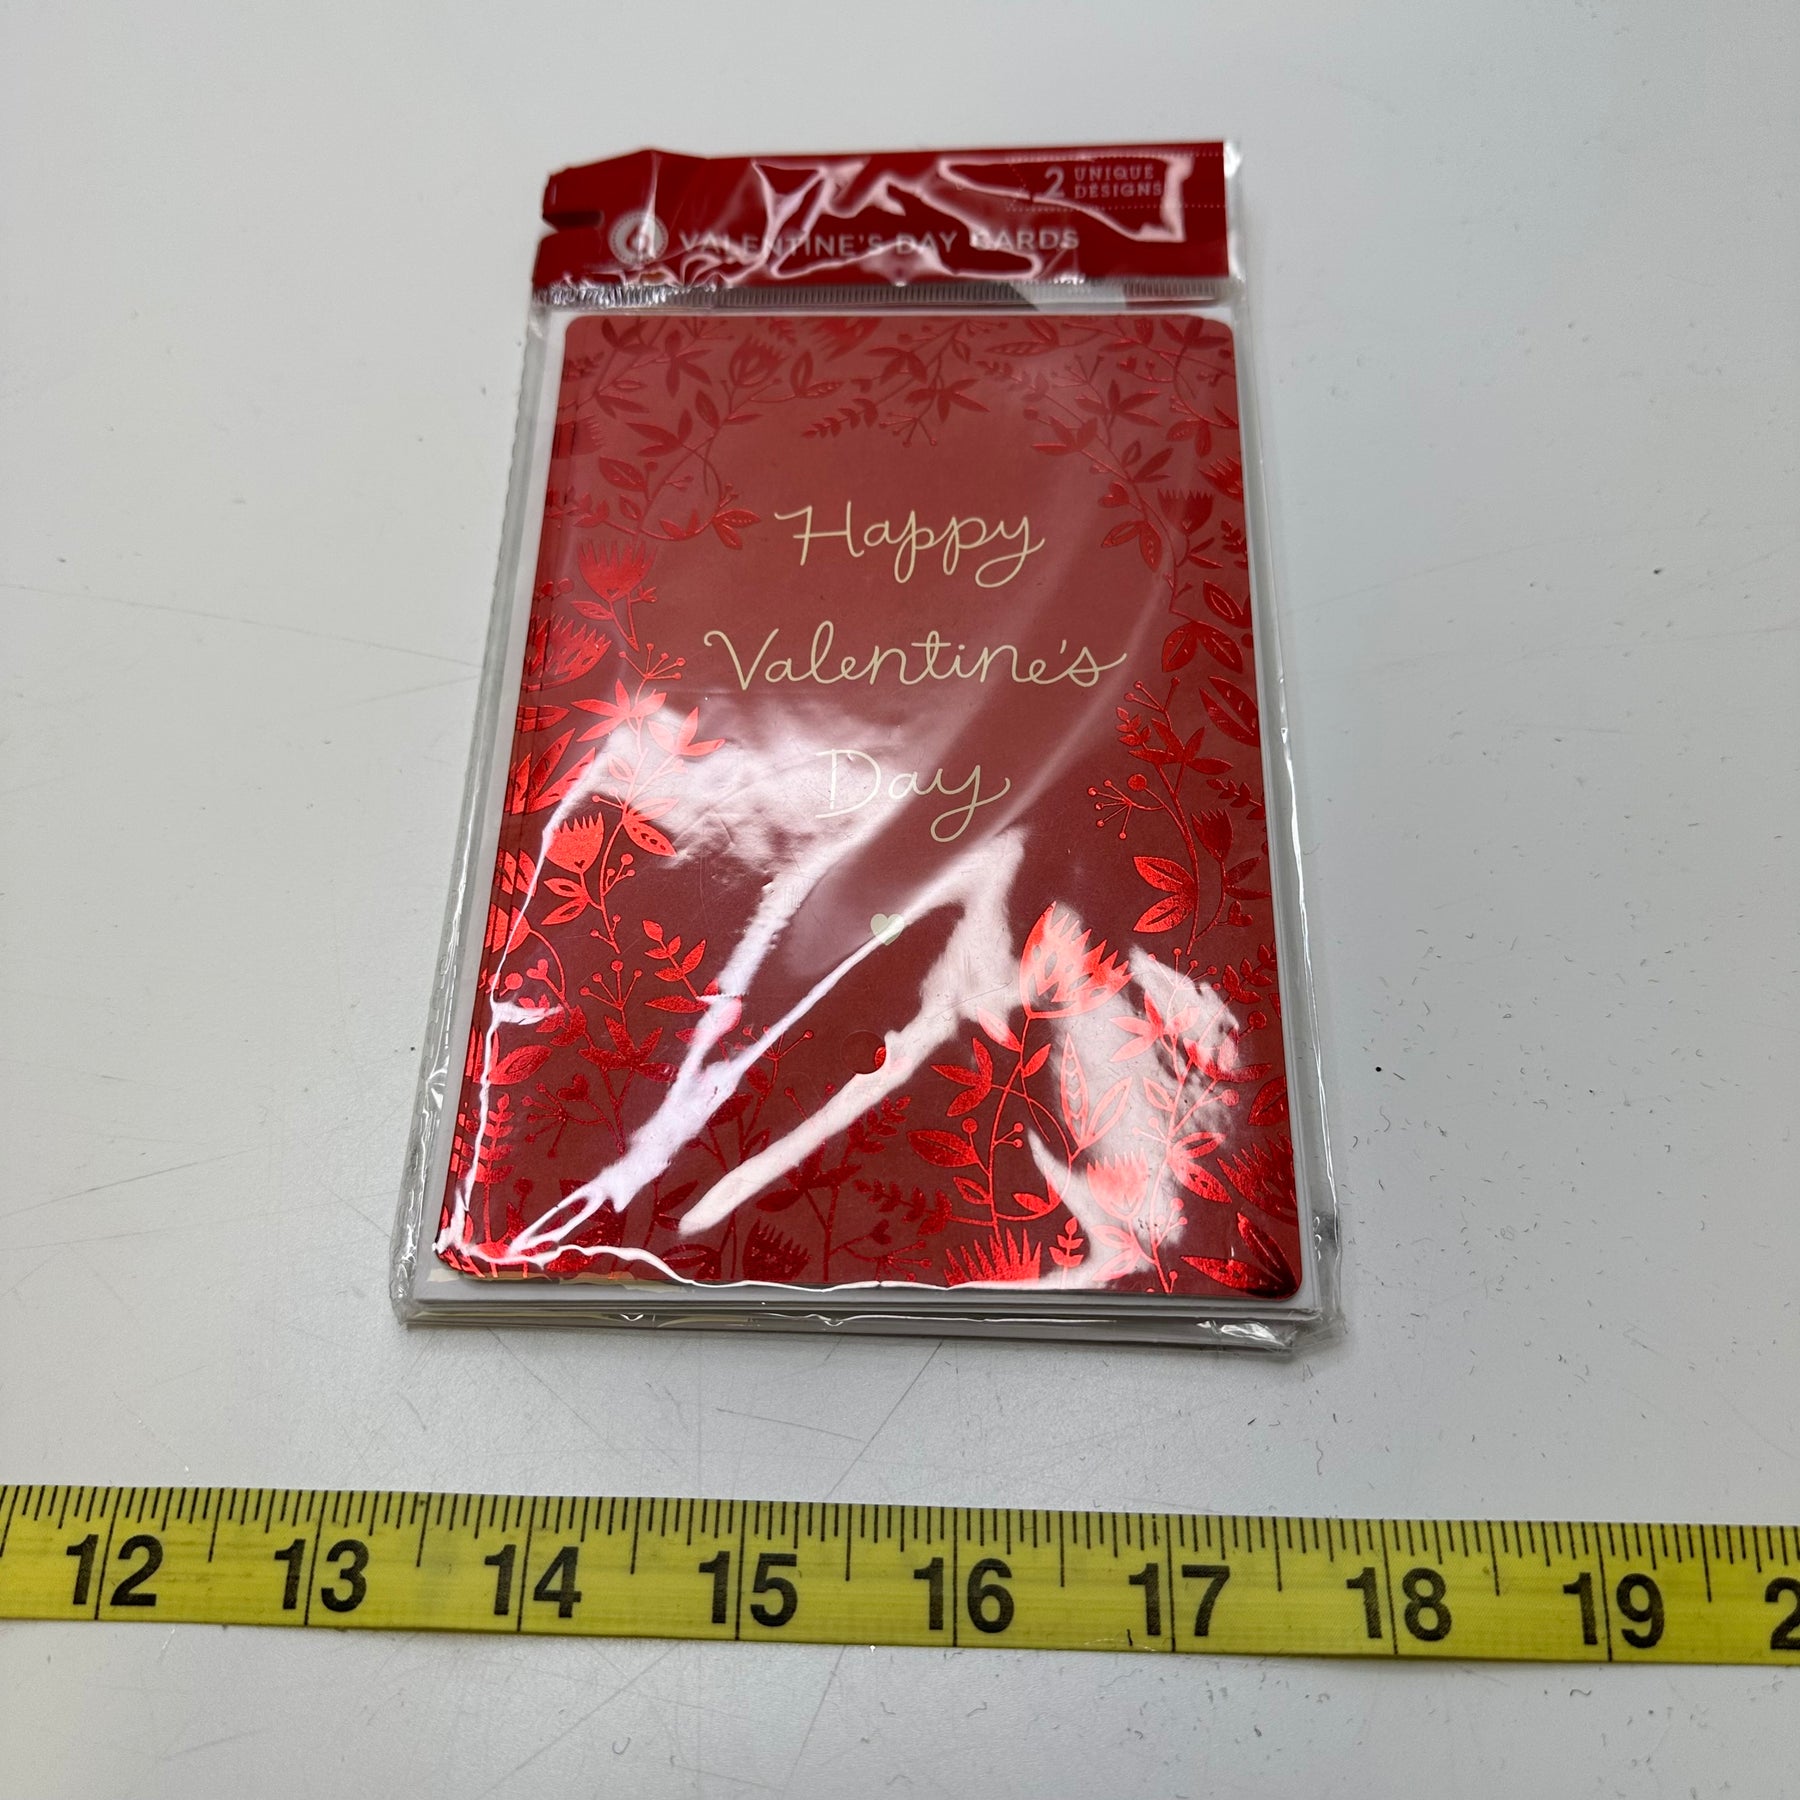 2 UNIQUE
DESIGNS
VALENTINE'S DAY CARDS
Happy
Valentine's
Day
12 13 14 15 16 17 18 19